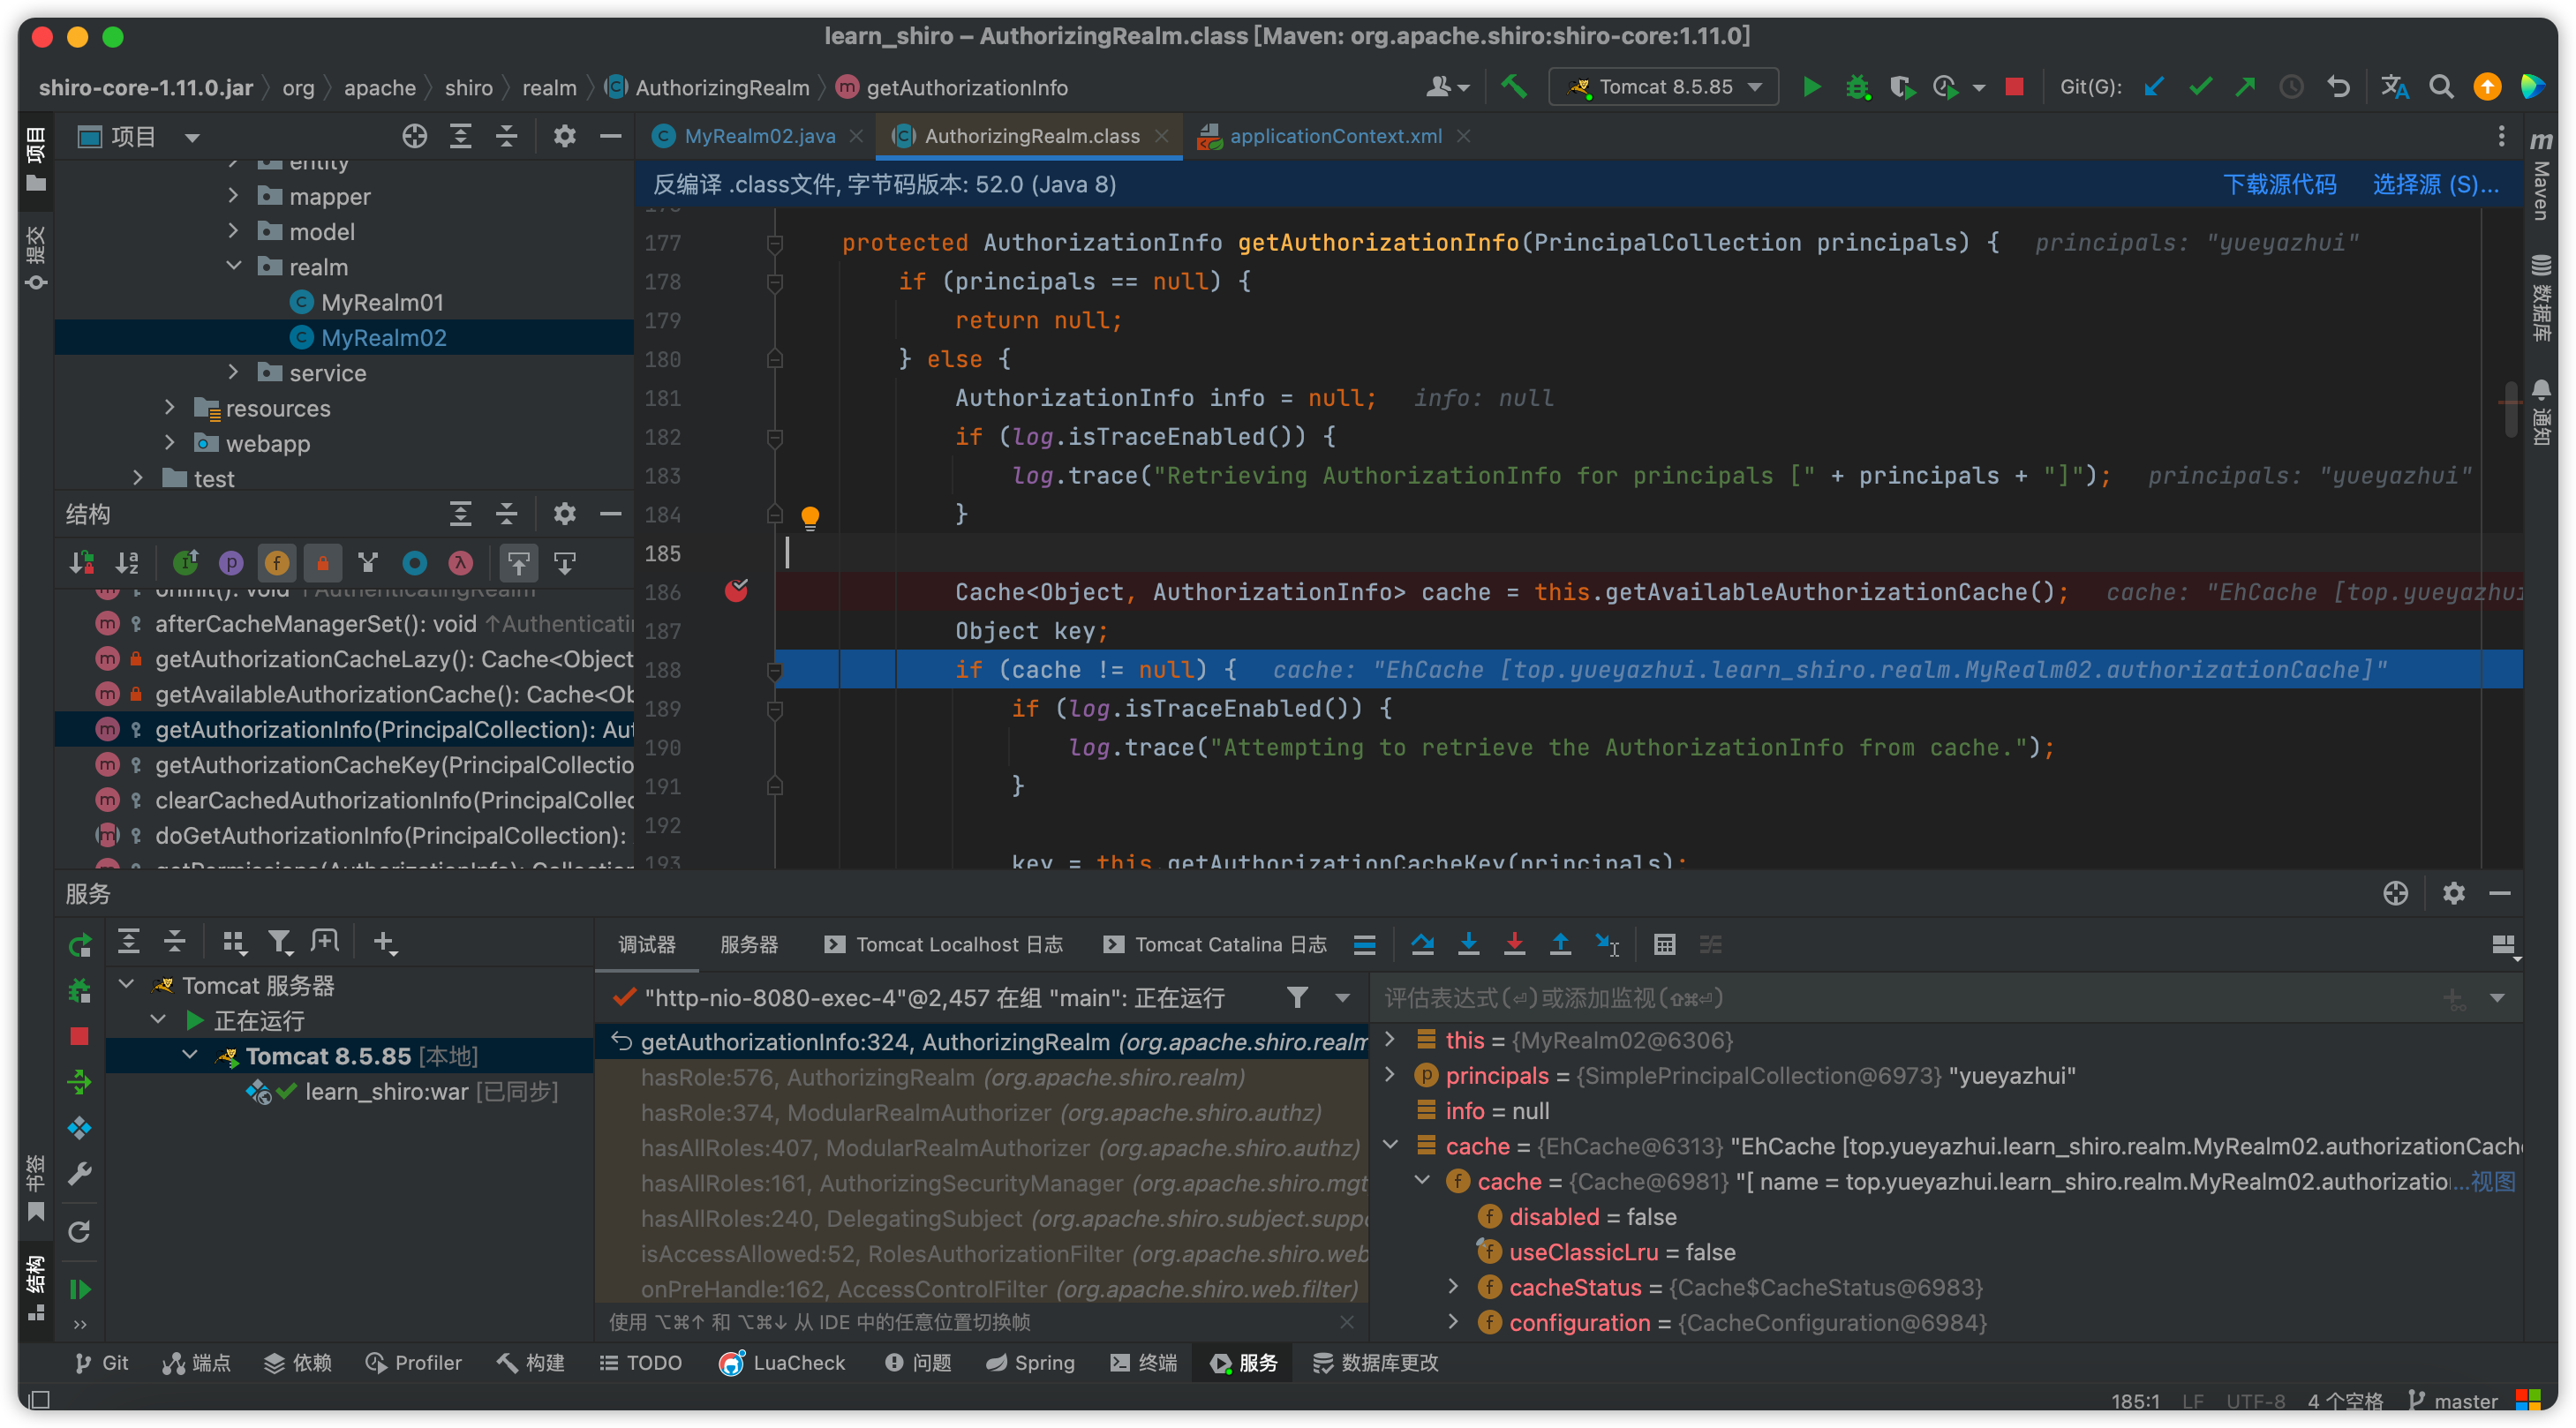 learn_shiro – AuthorizingRealm.class [Maven: org.apache.shiro:shiro-core:1.11.0]
shiro-core-1.11.0.jar org apache shiro realm AuthorizingRealm getAuthorizationInfo
Tomcat 8.5.85
Git(G):
项目
提交
书签
结构
项目
entity
mapper
model
realm
MyRealm01
MyRealm02
service
resources
webapp
test
结构
onInit(): void ↑AuthenticatingRealm
afterCacheManagerSet(): void ↑Authenticati
getAuthorizationCacheLazy(): Cache<Object
getAvailableAuthorizationCache(): Cache<Ob
getAuthorizationInfo(PrincipalCollection): Aut
getAuthorizationCacheKey(PrincipalCollectio
clearCachedAuthorizationInfo(PrincipalCollec
doGetAuthorizationInfo(PrincipalCollection):
getPermissions(AuthorizationInfo): Collection
MyRealm02.java AuthorizingRealm.class applicationContext.xml
反编译 .class文件, 字节码版本: 52.0 (Java 8) 下载源代码 选择源 (S)...
176
177 protected AuthorizationInfo getAuthorizationInfo(PrincipalCollection principals) { principals: "yueyazhui"
178 if (principals == null) {
179 return null;
180 } else {
181 AuthorizationInfo info = null; info: null
182 if (log.isTraceEnabled()) {
183 log.trace("Retrieving AuthorizationInfo for principals [" + principals + "]"); principals: "yueyazhui"
184 }
185
186 Cache<Object, AuthorizationInfo> cache = this.getAvailableAuthorizationCache(); cache: "EhCache [top.yueyazhui
187 Object key;
188 if (cache != null) { cache: "EhCache [top.yueyazhui.learn_shiro.realm.MyRealm02.authorizationCache]"
189 if (log.isTraceEnabled()) {
190 log.trace("Attempting to retrieve the AuthorizationInfo from cache.");
191 }
192
193 key = this.getAuthorizationCacheKey(principals);
Maven
数据库
通知
服务
Tomcat 服务器
正在运行
Tomcat 8.5.85 [本地]
learn_shiro:war [已同步]
调试器 服务器 Tomcat Localhost 日志 Tomcat Catalina 日志
"http-nio-8080-exec-4"@2,457 在组 "main": 正在运行
getAuthorizationInfo:324, AuthorizingRealm (org.apache.shiro.realm
hasRole:576, AuthorizingRealm (org.apache.shiro.realm)
hasRole:374, ModularRealmAuthorizer (org.apache.shiro.authz)
hasAllRoles:407, ModularRealmAuthorizer (org.apache.shiro.authz)
hasAllRoles:161, AuthorizingSecurityManager (org.apache.shiro.mgt
hasAllRoles:240, DelegatingSubject (org.apache.shiro.subject.suppo
isAccessAllowed:52, RolesAuthorizationFilter (org.apache.shiro.web
onPreHandle:162, AccessControlFilter (org.apache.shiro.web.filter)
使用 ⌥⌘↑ 和 ⌥⌘↓ 从 IDE 中的任意位置切换帧
评估表达式(⏎)或添加监视(⇧⌘⏎)
this = {MyRealm02@6306}
principals = {SimplePrincipalCollection@6973} "yueyazhui"
info = null
cache = {EhCache@6313} "EhCache [top.yueyazhui.learn_shiro.realm.MyRealm02.authorizationCache
cache = {Cache@6981} "[ name = top.yueyazhui.learn_shiro.realm.MyRealm02.authorizatio... 视图
disabled = false
useClassicLru = false
cacheStatus = {Cache$CacheStatus@6983}
configuration = {CacheConfiguration@6984}
Git 端点 依赖 Profiler 构建 TODO LuaCheck 问题 Spring 终端 服务 数据库更改
185:1 LF UTF-8 4 个空格 master